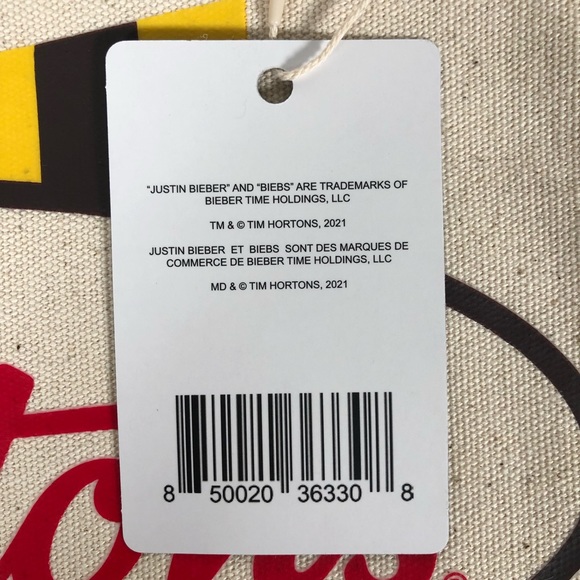 "JUSTIN BIEBER" AND "BIEBS" ARE TRADEMARKS OF
BIEBER TIME HOLDINGS, LLC
TM & © TIM HORTONS, 2021
JUSTIN BIEBER ET BIEBS SONT DES MARQUES DE
COMMERCE DE BIEBER TIME HOLDINGS, LLC
MD & © TIM HORTONS, 2021
8 50020 36330 8
tons®